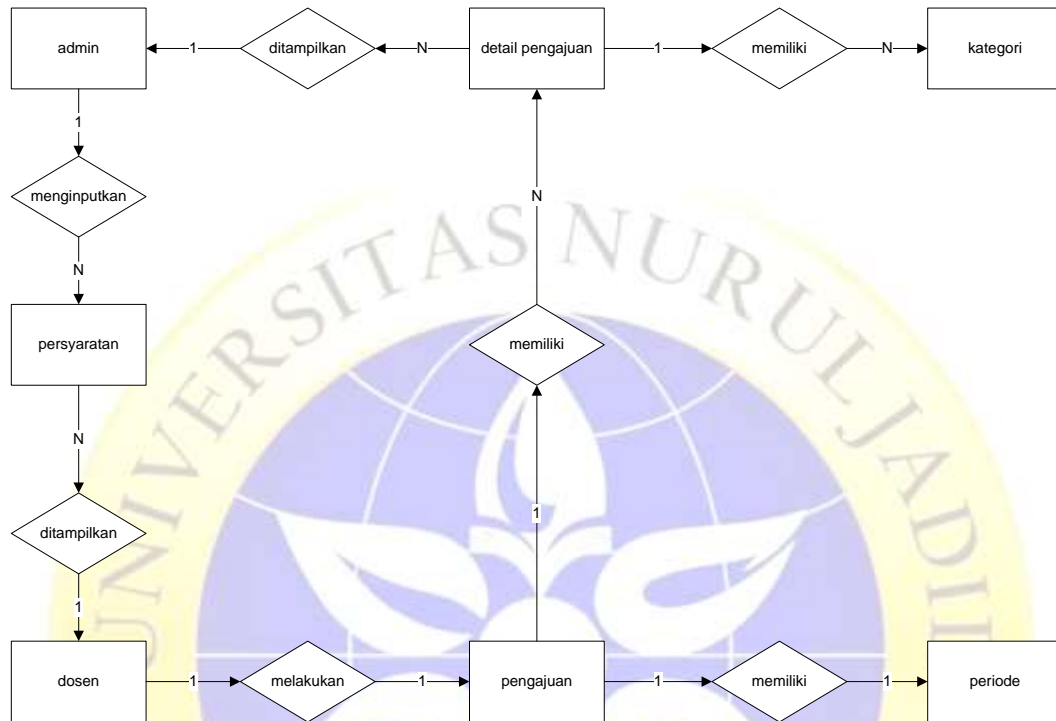 admin
1
ditampilkan
N
detail pengajuan
1
memiliki
N
kategori
1
menginputkan
N
N
persyaratan
memiliki
N
1
ditampilkan
1
dosen
1
melakukan
1
pengajuan
1
memiliki
1
periode
UNIVERSITAS NURUL JADI